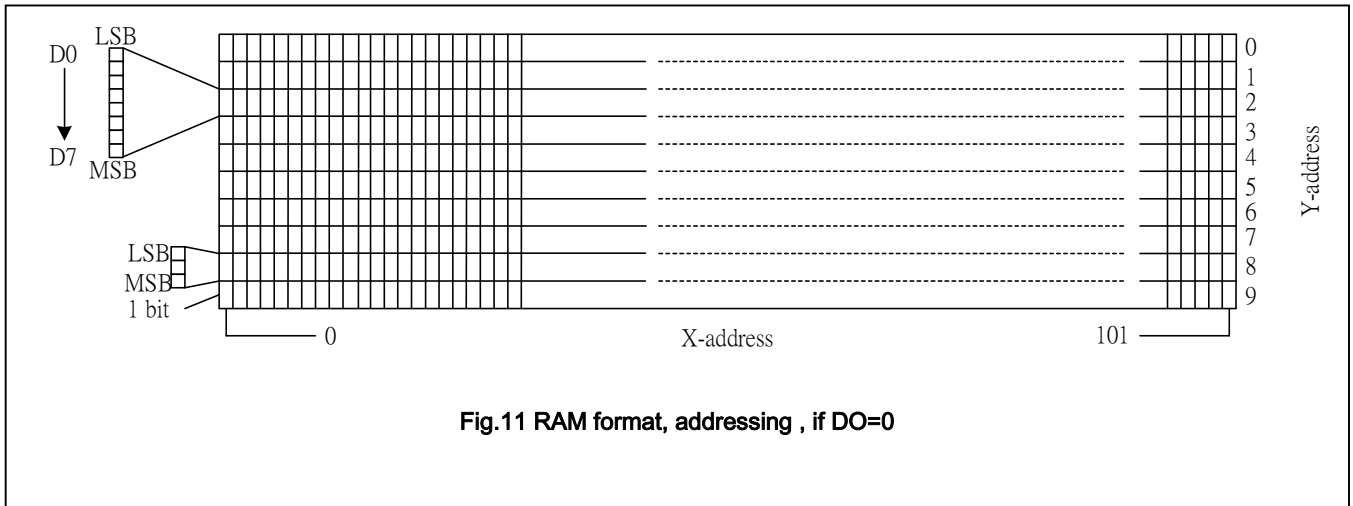 LSB
D0
D7
MSB
LSB
MSB
1 bit
0
1
2
3
4
5
6
7
8
9
Y-address
0
X-address
101
Fig.11 RAM format, addressing , if DO=0